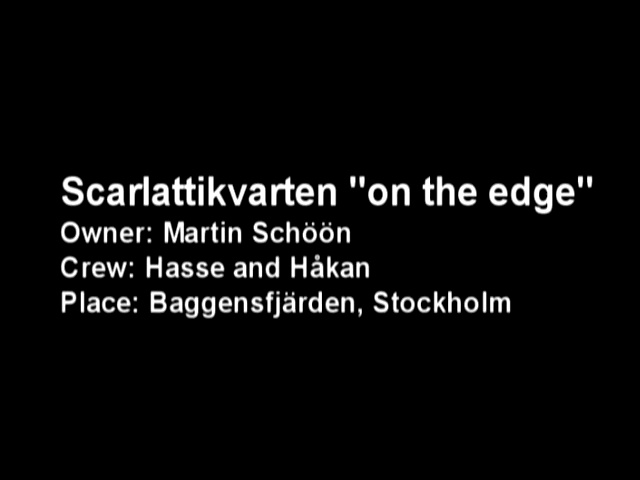 Scarlattikvarten "on the edge"
Owner: Martin Schöön
Crew: Hasse and Håkan
Place: Baggensfjärden, Stockholm